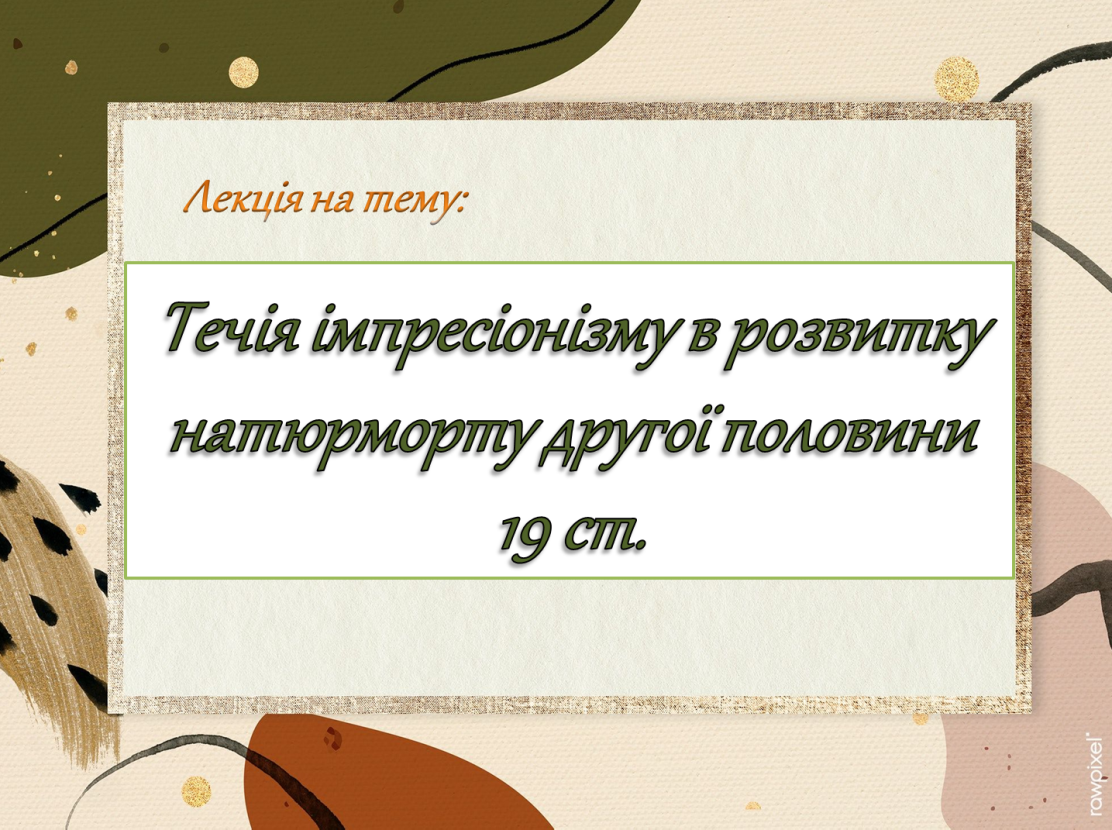 Лекція на тему:
Течія імпресіонізму в розвитку
натюрморту другої половини
19 ст.
rawpixel